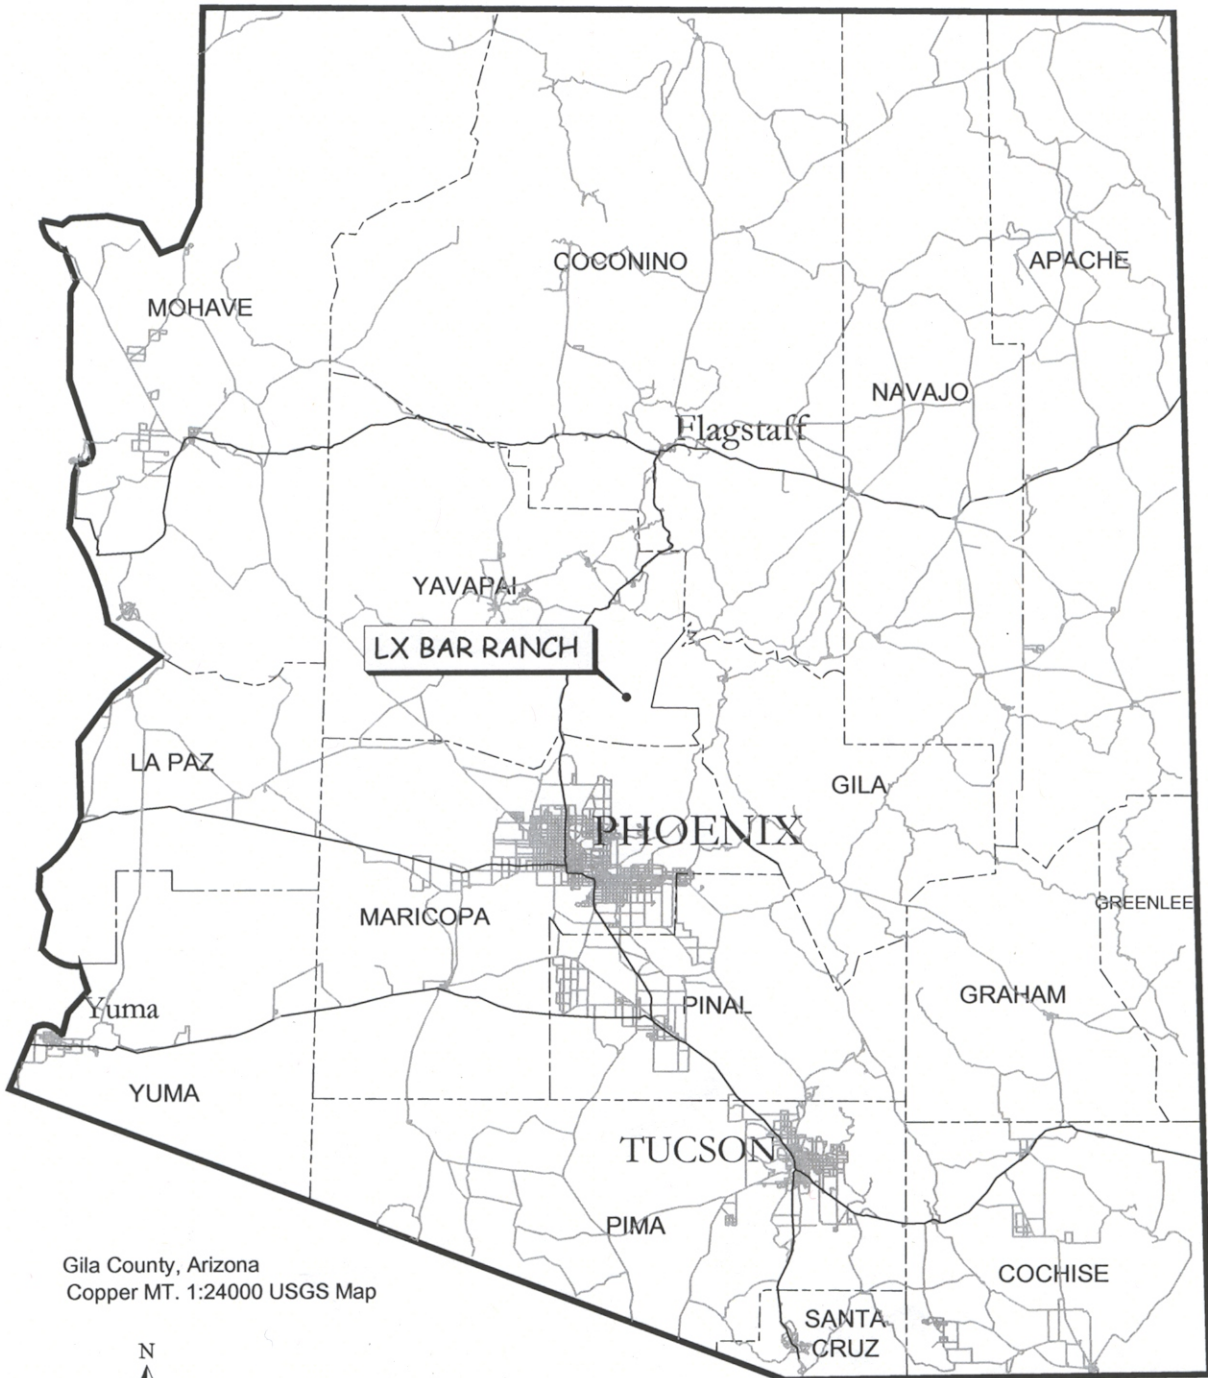 COCONINO
APACHE
MOHAVE
NAVAJO
Flagstaff
YAVAPAI
LX BAR RANCH
LA PAZ
GILA
PHOENIX
GREENLEE
MARICOPA
GRAHAM
PINAL
Yuma
YUMA
TUCSON
PIMA
Gila County, Arizona
Copper MT. 1:24000 USGS Map
COCHISE
SANTA
CRUZ
N